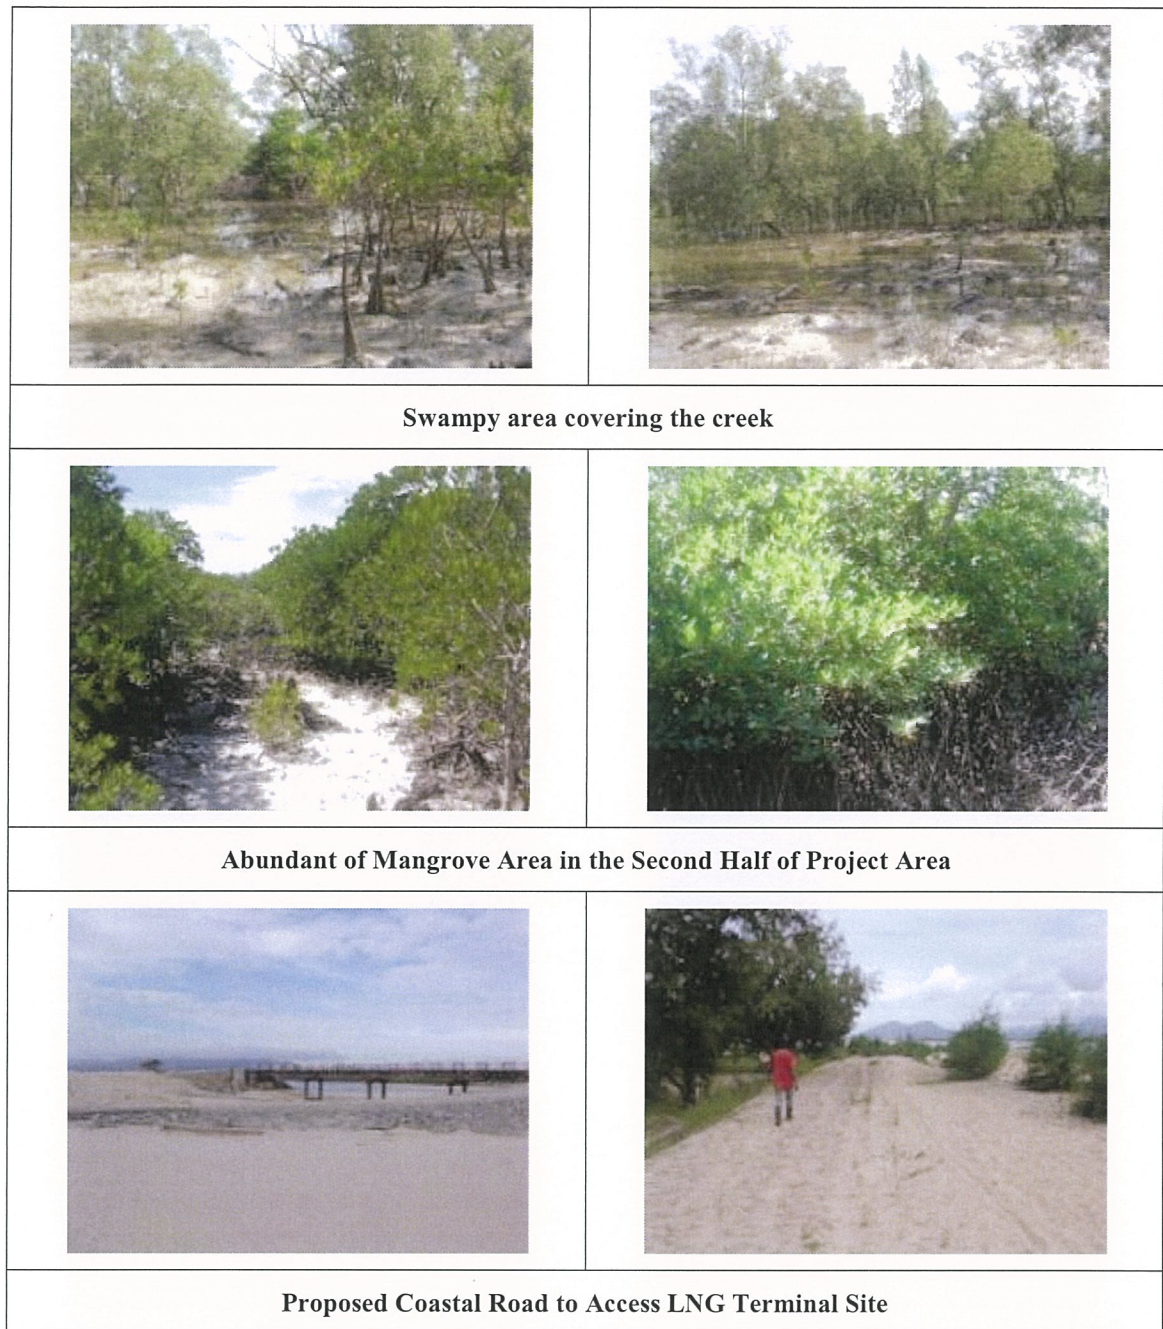 Swampy area covering the creek
Abundant of Mangrove Area in the Second Half of Project Area
Proposed Coastal Road to Access LNG Terminal Site